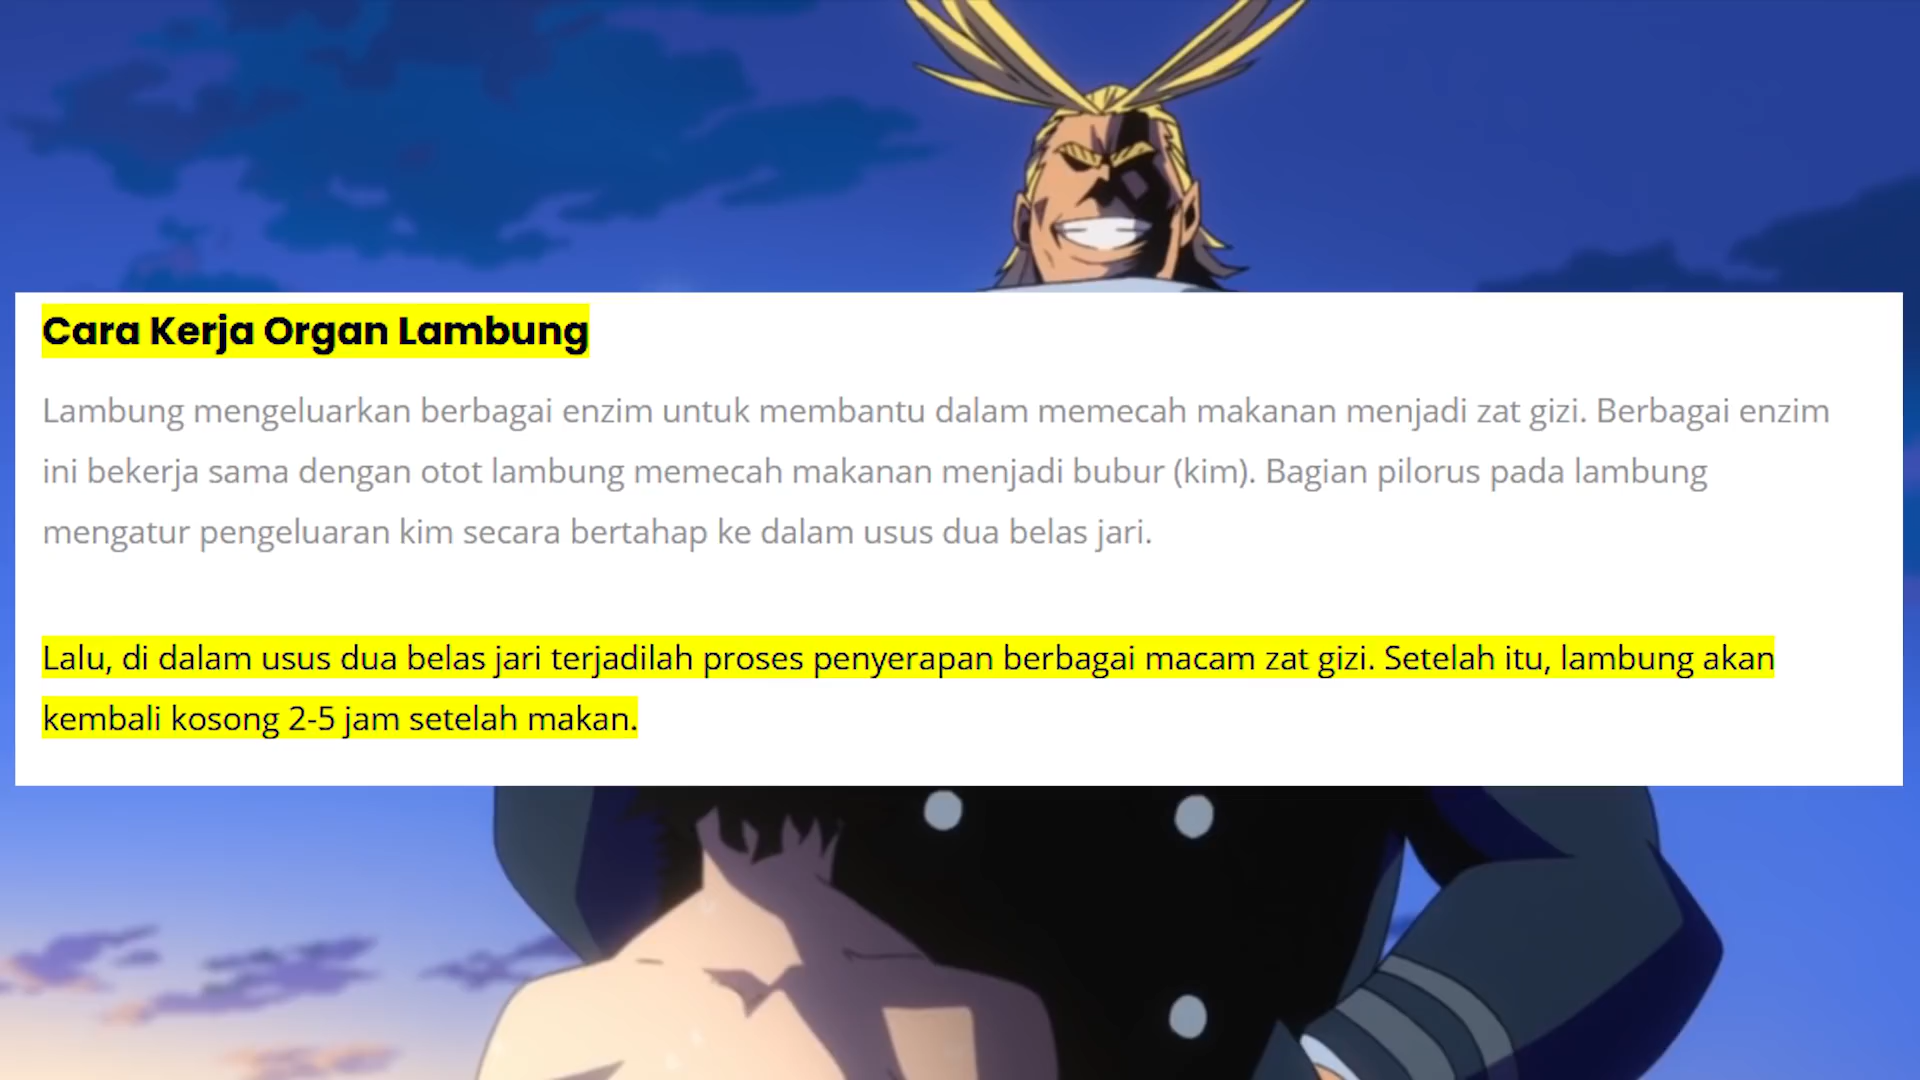 Cara Kerja Organ Lambung
Lambung mengeluarkan berbagai enzim untuk membantu dalam memecah makanan menjadi zat gizi. Berbagai enzim
ini bekerja sama dengan otot lambung memecah makanan menjadi bubur (kim). Bagian pilorus pada lambung
mengatur pengeluaran kim secara bertahap ke dalam usus dua belas jari.
Lalu, di dalam usus dua belas jari terjadilah proses penyerapan berbagai macam zat gizi. Setelah itu, lambung akan
kembali kosong 2-5 jam setelah makan.